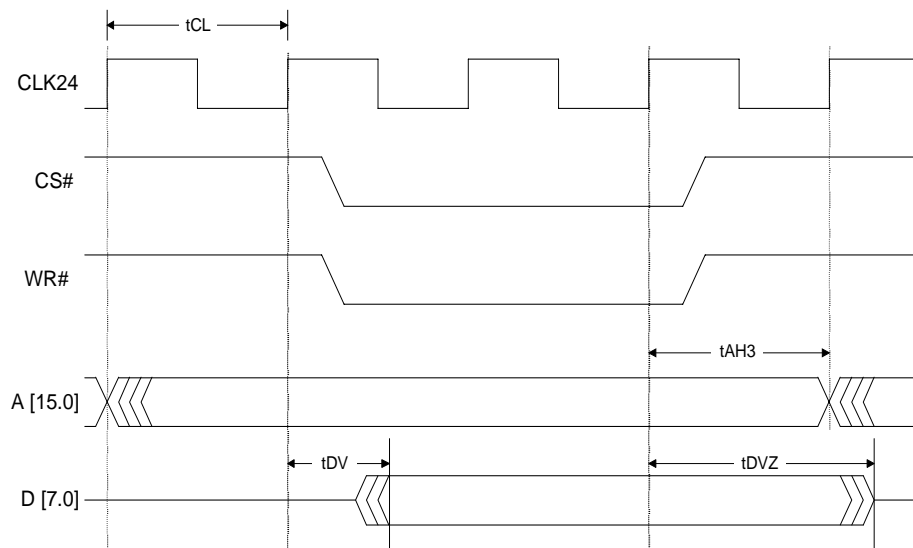 tCL
CLK24
CS#
WR#
tAH3
A [15.0]
tDV
tDVZ
D [7.0]